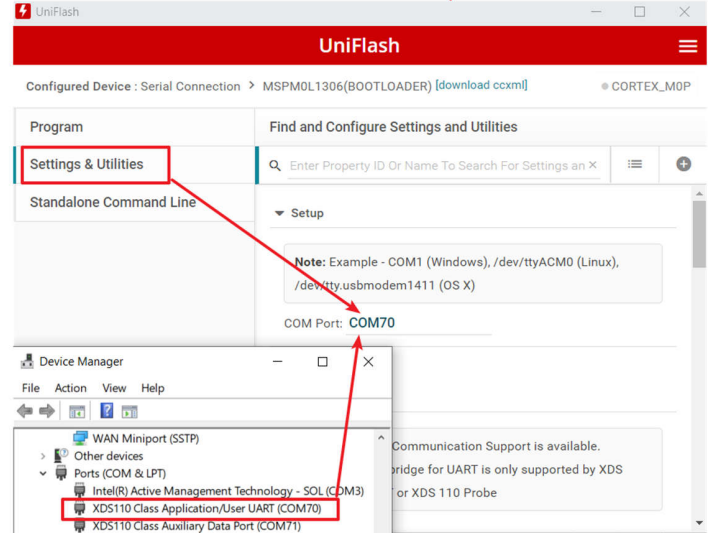 UniFlash
UniFlash
Configured Device : Serial Connection > MSPM0L1306(BOOTLOADER) [download ccxml] CORTEX_M0P
Program
Settings & Utilities
Standalone Command Line
Find and Configure Settings and Utilities
Enter Property ID Or Name To Search For Settings an
Setup
Note: Example - COM1 (Windows), /dev/ttyACM0 (Linux),
/dev/tty.usbmodem1411 (OS X)
COM Port: COM70
Communication Support is available.
bridge for UART is only supported by XDS
or XDS 110 Probe
Device Manager
File Action View Help
WAN Miniport (SSTP)
Other devices
Ports (COM & LPT)
Intel(R) Active Management Technology - SOL (COM3)
XDS110 Class Application/User UART (COM70)
XDS110 Class Auxiliary Data Port (COM71)